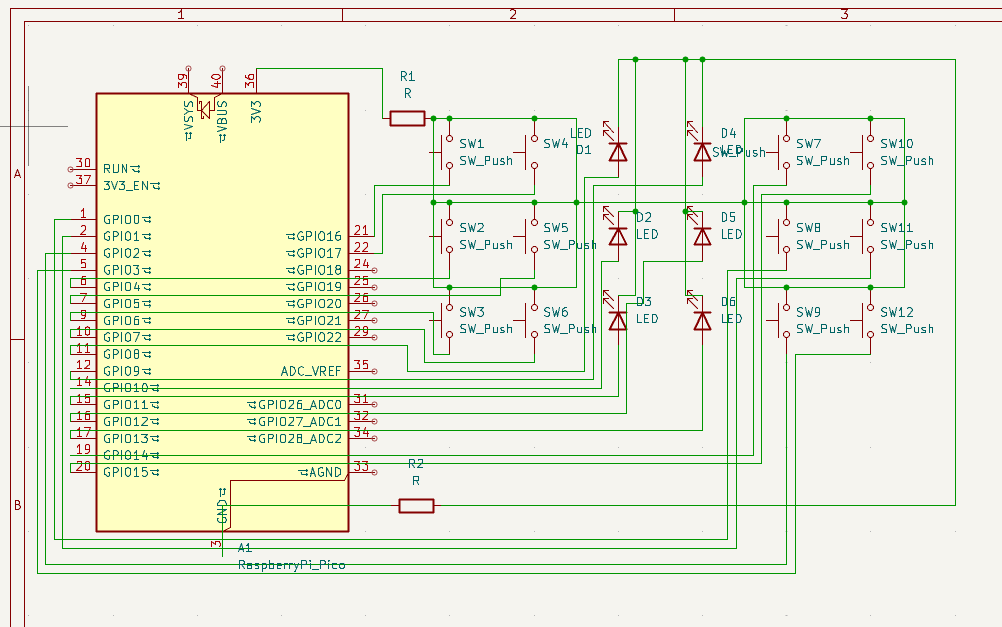 1 2 3
A
B
39 40 36
VSYS VBUS 3V3
30 RUN
37 3V3_EN
1 GPIO0
2 GPIO1
4 GPIO2
5 GPIO3
6 GPIO4
7 GPIO5
9 GPIO6
10 GPIO7
11 GPIO8
12 GPIO9
14 GPIO10
15 GPIO11
16 GPIO12
17 GPIO13
19 GPIO14
20 GPIO15
GPIO16 21
GPIO17 22
GPIO18 24
GPIO19 25
GPIO20 26
GPIO21 27
GPIO22 29
ADC_VREF 35
GPIO26_ADC0 31
GPIO27_ADC1 32
GPIO28_ADC2 34
AGND 33
GND
3
A1
RaspberryPi_Pico
R1
R
R2
R
SW1
SW_Push
SW4
SW_Push
SW2
SW_Push
SW5
SW_Push
SW3
SW_Push
SW6
SW_Push
LED
D1
D4
LED
D2
LED
D5
LED
D3
LED
D6
LED
SW7
SW_Push
SW10
SW_Push
SW8
SW_Push
SW11
SW_Push
SW9
SW_Push
SW12
SW_Push